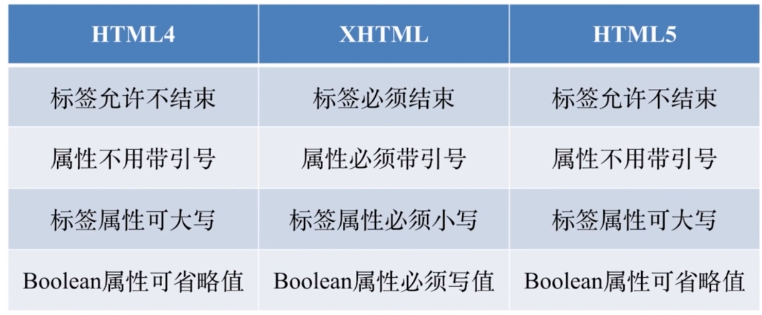 HTML4 XHTML HTML5
标签允许不结束 标签必须结束 标签允许不结束
属性不用带引号 属性必须带引号 属性不用带引号
标签属性可大写 标签属性必须小写 标签属性可大写
Boolean属性可省略值 Boolean属性必须写值 Boolean属性可省略值